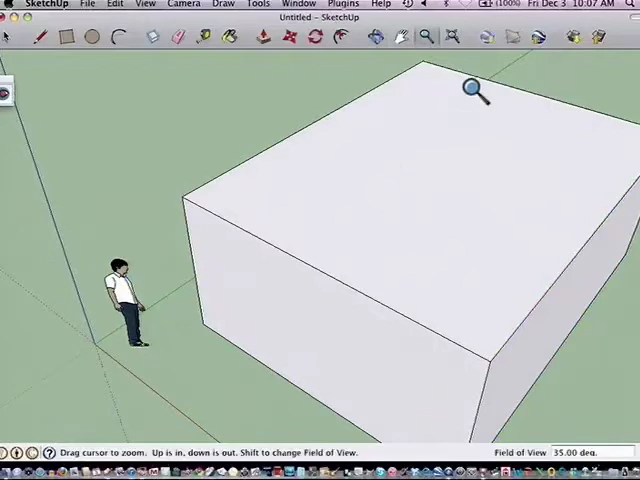 SketchUp File Edit View Camera Draw Tools Window Plugins Help (100%) Fri Dec 3 10:07 AM
Untitled – SketchUp
Drag cursor to zoom. Up is in, down is out. Shift to change Field of View. Field of View 35.00 deg.